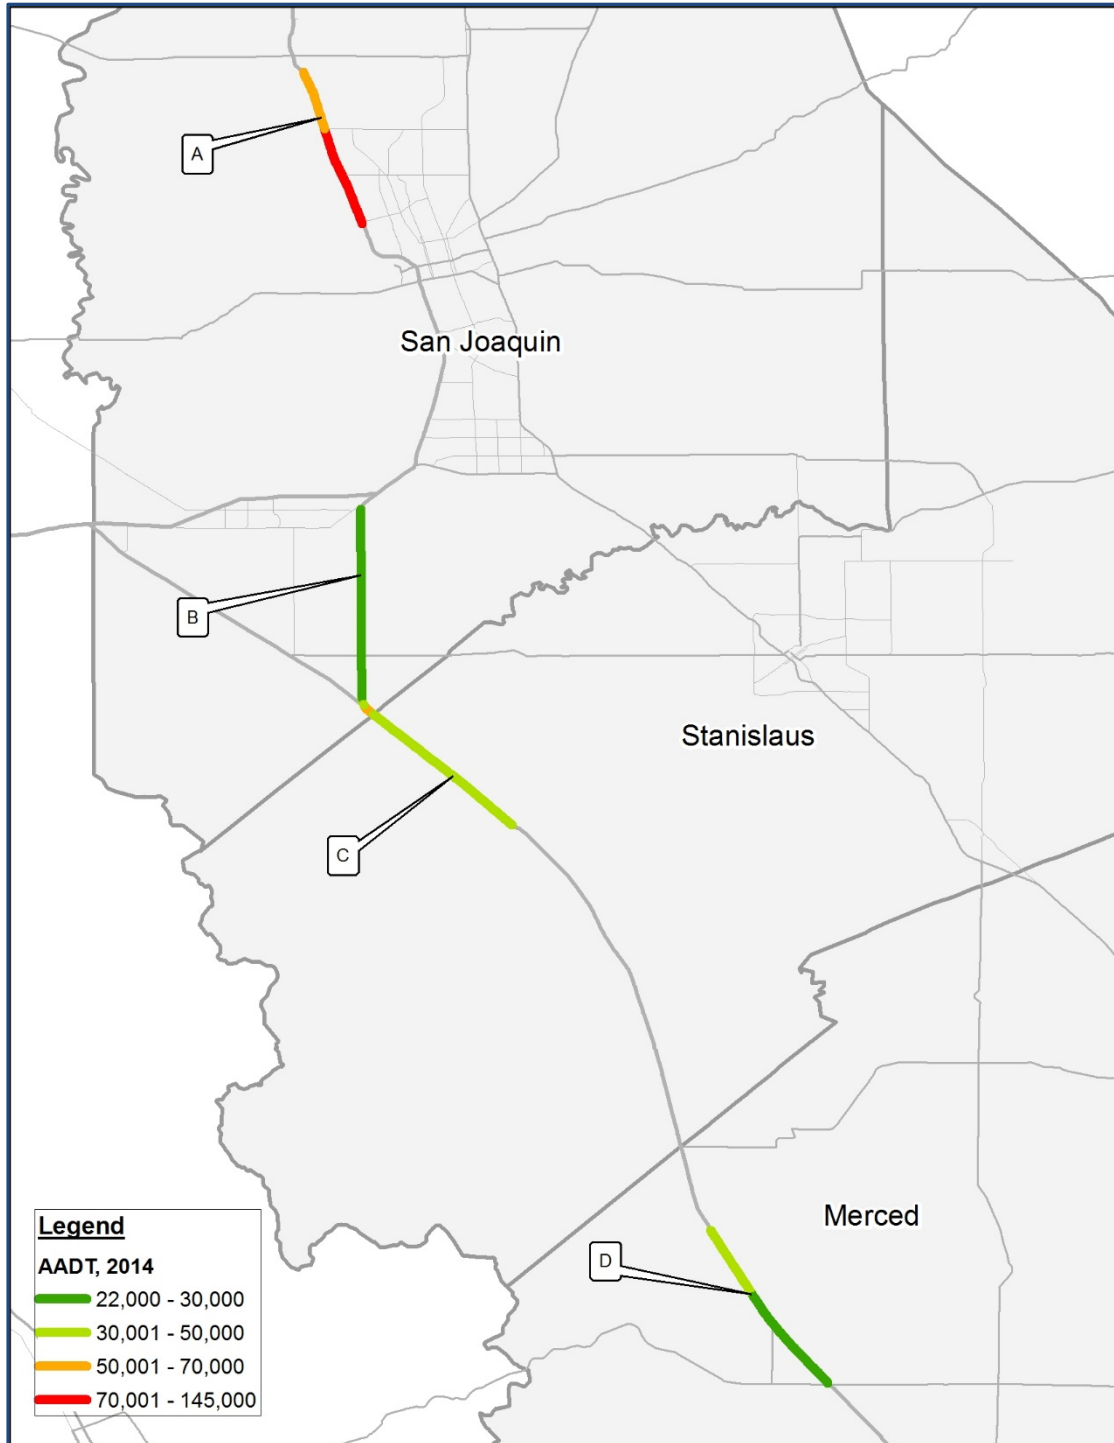 A
San Joaquin
B
Stanislaus
C
Merced
D
Legend
AADT, 2014
22,000 - 30,000
30,001 - 50,000
50,001 - 70,000
70,001 - 145,000